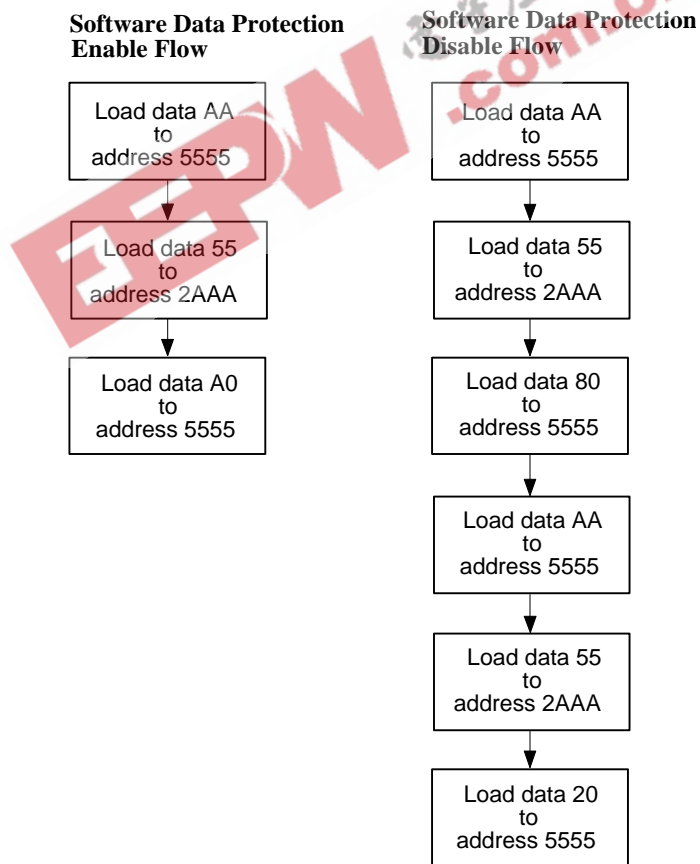 Software Data Protection
Enable Flow
Load data AA
to
address 5555
Load data 55
to
address 2AAA
Load data A0
to
address 5555
Software Data Protection
Disable Flow
Load data AA
to
address 5555
Load data 55
to
address 2AAA
Load data 80
to
address 5555
Load data AA
to
address 5555
Load data 55
to
address 2AAA
Load data 20
to
address 5555
EEPW